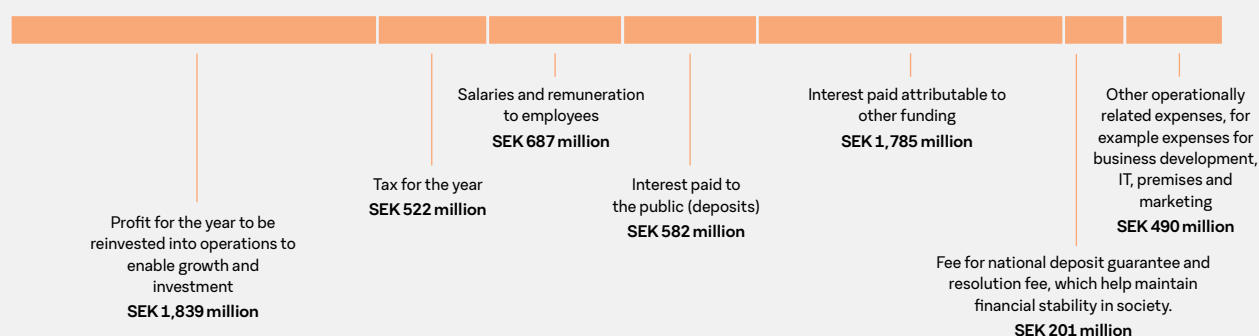 Profit for the year to be
reinvested into operations to
enable growth and
investment
SEK 1,839 million
Tax for the year
SEK 522 million
Salaries and remuneration
to employees
SEK 687 million
Interest paid to
the public (deposits)
SEK 582 million
Interest paid attributable to
other funding
SEK 1,785 million
Fee for national deposit guarantee and
resolution fee, which help maintain
financial stability in society.
SEK 201 million
Other operationally
related expenses, for
example expenses for
business development,
IT, premises and
marketing
SEK 490 million